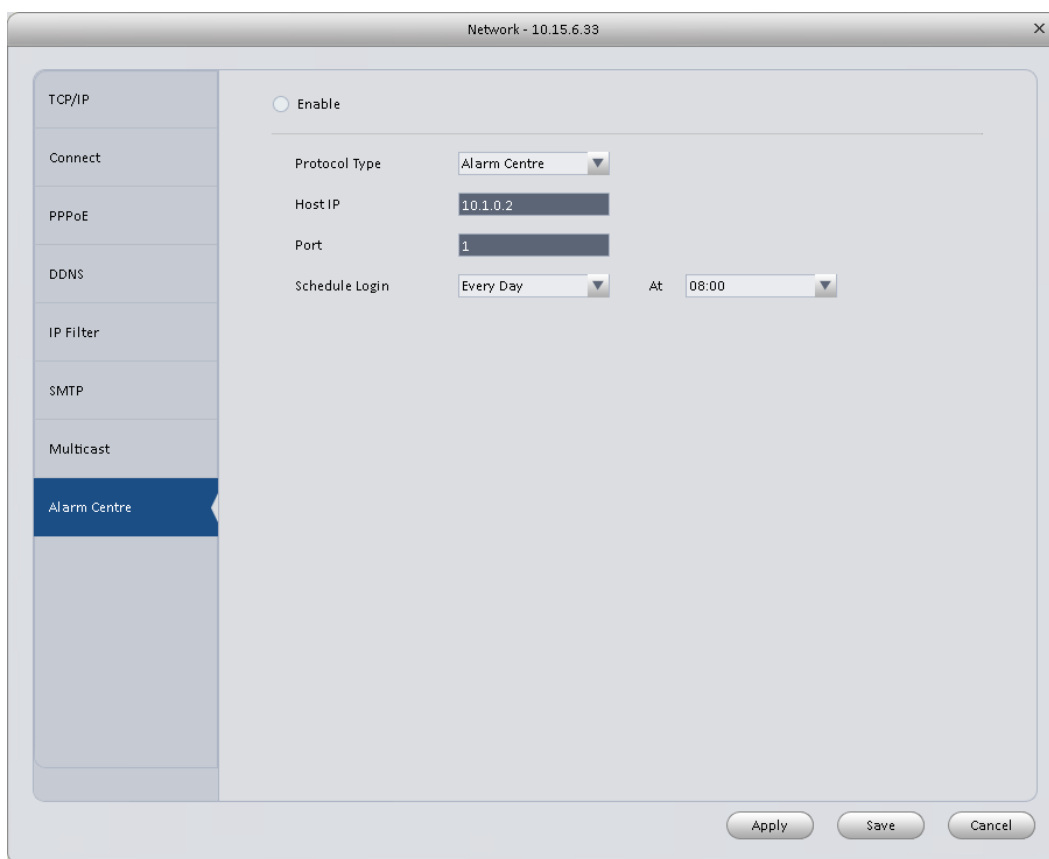 Network - 10.15.6.33
TCP/IP
Connect
PPPoE
DDNS
IP Filter
SMTP
Multicast
Alarm Centre
Enable
Protocol Type Alarm Centre
Host IP 10.1.0.2
Port 1
Schedule Login Every Day At 08:00
Apply Save Cancel